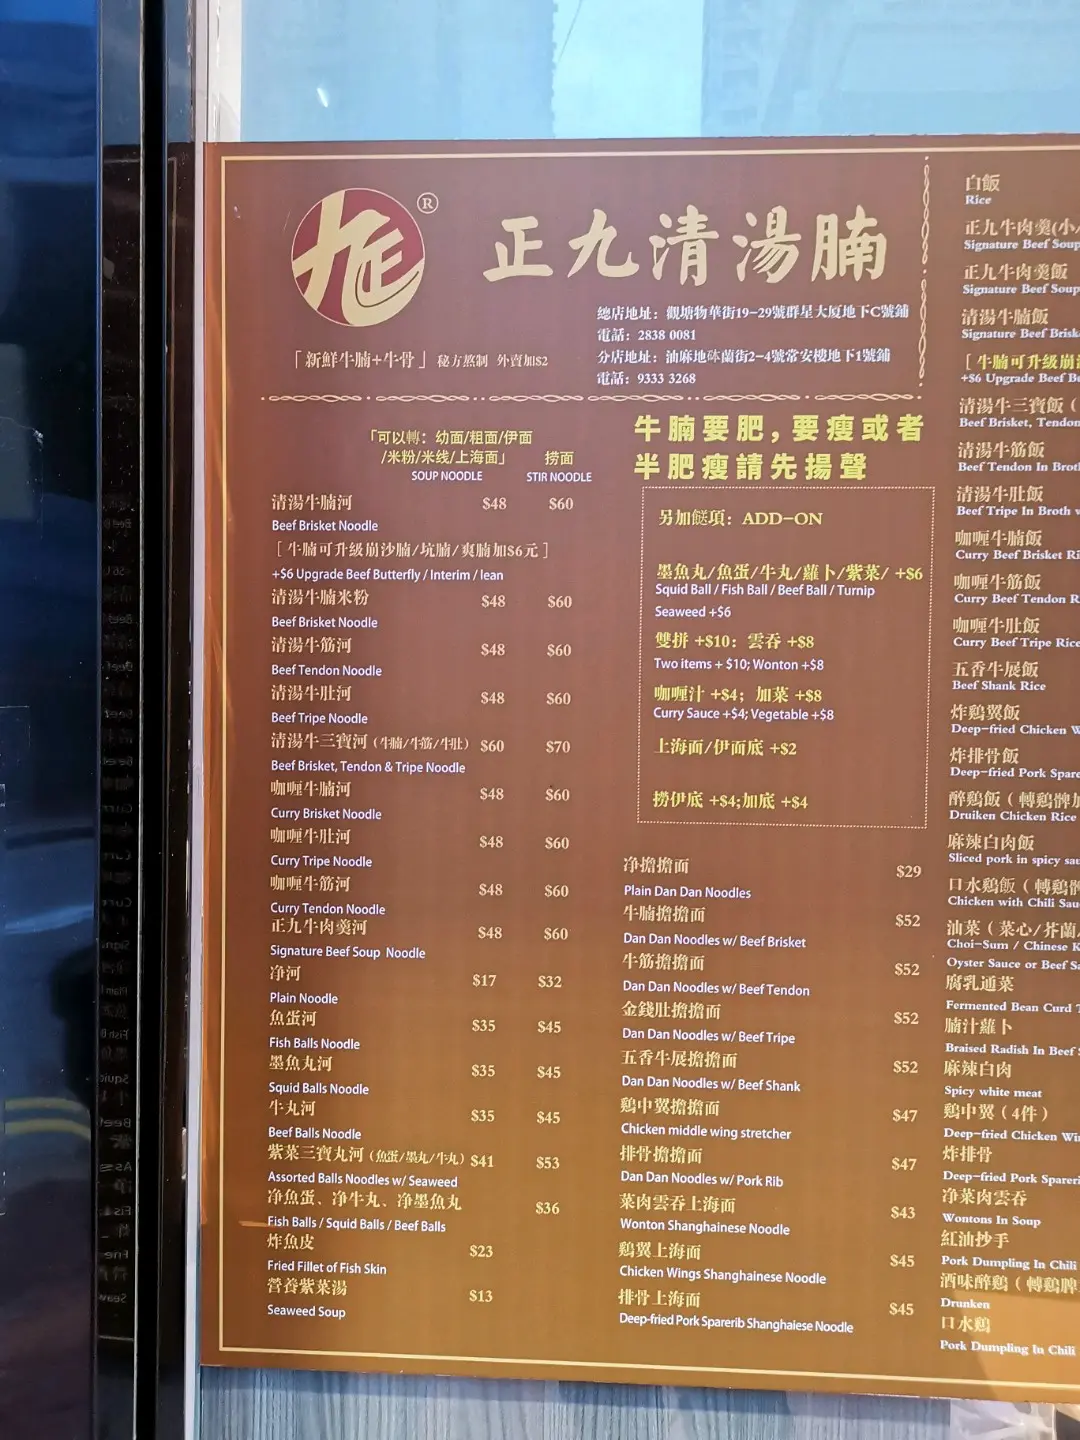 九正
®
正九清湯腩
總店地址：觀塘物華街19-29號群星大廈地下C號鋪
電話：2838 0081
分店地址：油麻地砵蘭街2-4號常安樓地下1號鋪
電話：9333 3268
「新鮮牛腩+牛骨」秘方熬制 外賣加$2
「可以轉：幼面/粗面/伊面
/米粉/米线/上海面」 捞面
SOUP NOODLE STIR NOODLE
清湯牛腩河 $48 $60
Beef Brisket Noodle
［牛腩可升級崩沙腩/坑腩/爽腩加$6元］
+$6 Upgrade Beef Butterfly / Interim / lean
清湯牛腩米粉 $48 $60
Beef Brisket Noodle
清湯牛筋河 $48 $60
Beef Tendon Noodle
清湯牛肚河 $48 $60
Beef Tripe Noodle
清湯牛三寶河（牛腩/牛筋/牛肚） $60 $70
Beef Brisket, Tendon & Tripe Noodle
咖喱牛腩河 $48 $60
Curry Brisket Noodle
咖喱牛肚河 $48 $60
Curry Tripe Noodle
咖喱牛筋河 $48 $60
Curry Tendon Noodle
正九牛肉羹河 $48 $60
Signature Beef Soup Noodle
净河 $17 $32
Plain Noodle
魚蛋河 $35 $45
Fish Balls Noodle
墨魚丸河 $35 $45
Squid Balls Noodle
牛丸河 $35 $45
Beef Balls Noodle
紫菜三寶丸河（魚蛋/墨丸/牛丸） $41 $53
Assorted Balls Noodles w/ Seaweed
净魚蛋、净牛丸、净墨魚丸 $36
Fish Balls / Squid Balls / Beef Balls
炸魚皮 $23
Fried Fillet of Fish Skin
營養紫菜湯 $13
Seaweed Soup
牛腩要肥，要瘦或者
半肥瘦請先揚聲
另加餸項：ADD-ON
墨魚丸/魚蛋/牛丸/蘿卜/紫菜/ +$6
Squid Ball / Fish Ball / Beef Ball / Turnip
Seaweed +$6
雙拼 +$10：雲吞 +$8
Two items + $10; Wonton +$8
咖喱汁 +$4；加菜 +$8
Curry Sauce +$4; Vegetable +$8
上海面/伊面底 +$2
捞伊底 +$4;加底 +$4
净擔擔面 $29
Plain Dan Dan Noodles
牛腩擔擔面 $52
Dan Dan Noodles w/ Beef Brisket
牛筋擔擔面 $52
Dan Dan Noodles w/ Beef Tendon
金錢肚擔擔面 $52
Dan Dan Noodles w/ Beef Tripe
五香牛展擔擔面 $52
Dan Dan Noodles w/ Beef Shank
鷄中翼擔擔面 $47
Chicken middle wing stretcher
排骨擔擔面 $47
Dan Dan Noodles w/ Pork Rib
菜肉雲吞上海面 $43
Wonton Shanghainese Noodle
鷄翼上海面 $45
Chicken Wings Shanghainese Noodle
排骨上海面 $45
Deep-fried Pork Sparerib Shanghaiese Noodle
白飯
Rice
正九牛肉羹(小
Signature Beef Soup
正九牛肉羹飯
Signature Beef Soup
清湯牛腩飯
Signature Beef Brisk
［牛腩可升級崩
+$6 Upgrade Beef B
清湯牛三寶飯（
Beef Brisket, Tendon
清湯牛筋飯
Beef Tendon In Brot
清湯牛肚飯
Beef Tripe In Broth
咖喱牛腩飯
Curry Beef Brisket Ri
咖喱牛筋飯
Curry Beef Tendon R
咖喱牛肚飯
Curry Beef Tripe Rice
五香牛展飯
Beef Shank Rice
炸鷄翼飯
Deep-fried Chicken W
炸排骨飯
Deep-fried Pork Spare
醉鷄飯（轉鷄髀加
Druiken Chicken Rice
麻辣白肉飯
Sliced pork in spicy sau
口水鷄飯（轉鷄髀
Chicken with Chili Sau
油菜（菜心/芥蘭
Choi-Sum / Chinese K
Oyster Sauce or Beef Sa
腐乳通菜
Fermented Bean Curd
腩汁蘿卜
Braised Radish In Beef
麻辣白肉
Spicy white meat
鷄中翼（4件）
Deep-fried Chicken Win
炸排骨
Deep-fried Pork Spareri
净菜肉雲吞
Wontons In Soup
紅油抄手
Pork Dumpling In Chili
酒味醉鷄（轉鷄髀
Drunken
口水鷄
Pork Dumpling In Chili